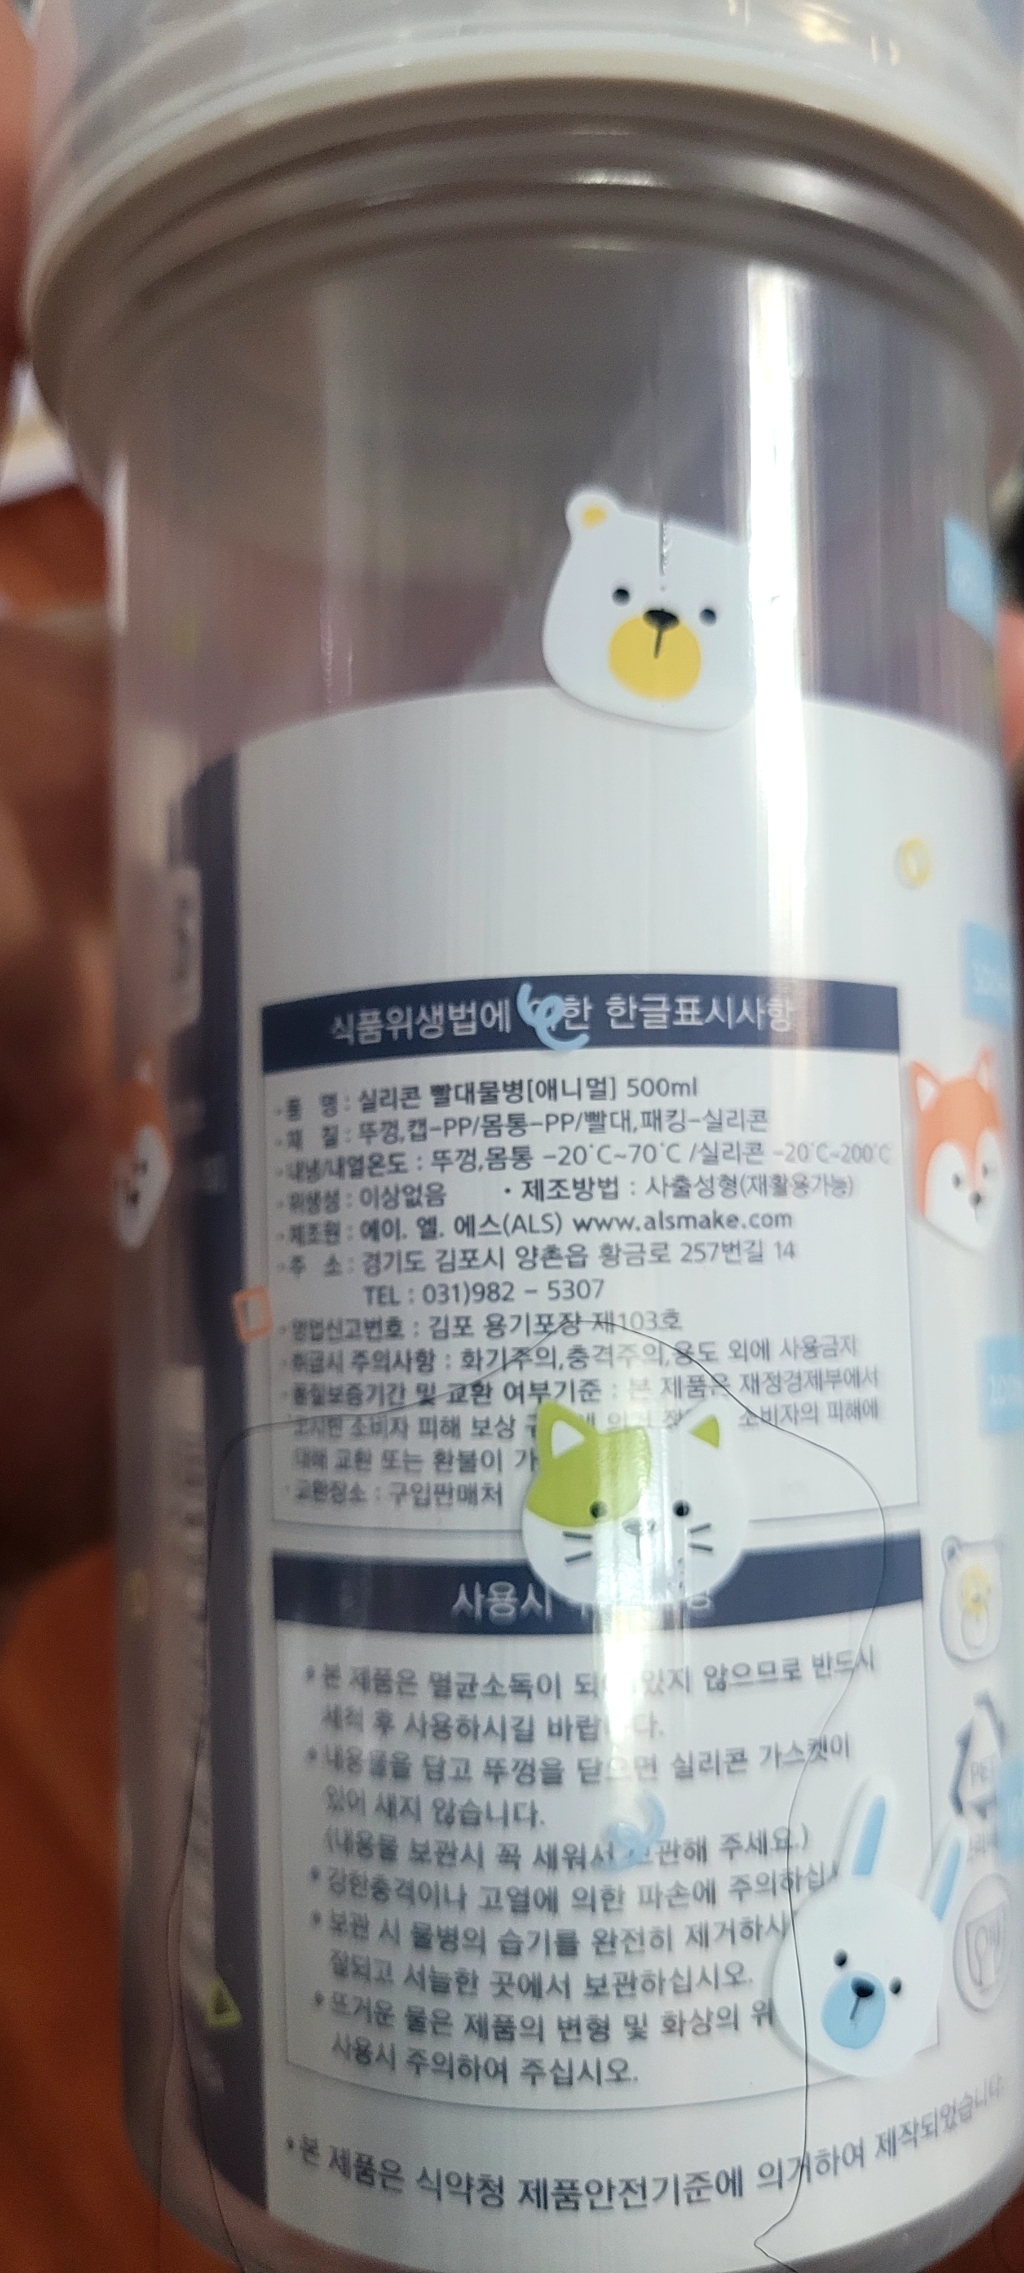 식품위생법에 한 한글표시사항
· 품 명 : 실리콘 빨대물병[애니멀] 500ml
· 재 질 : 뚜껑,캡-PP/몸통-PP/빨대,패킹-실리콘
· 내냉/내열온도 : 뚜껑,몸통 -20°C~70°C /실리콘 -20°C~200°C
· 위생성 : 이상없음 · 제조방법 : 사출성형(재활용가능)
· 제조원 : 에이. 엘. 에스(ALS) www.alsmake.com
· 주 소 : 경기도 김포시 양촌읍 황금로 257번길 14
TEL : 031)982 - 5307
· 영업신고번호 : 김포 용기포장 제103호
· 취급시 주의사항 : 화기주의,충격주의,용도 외에 사용금지
· 품질보증기간 및 교환 여부기준 : 본 제품은 재정경제부에서
고시된 소비자 피해 보상 소비자의 피해에
대해 교환 또는 환불이
· 교환장소 : 구입판매처
사용시
* 본 제품은 멸균소독이 있지 않으므로 반드시
세척 후 사용하시길
* 내용물을 담고 뚜껑을 닫으면 실리콘 가스켓이
있어 새지 않습니다.
(내용물 보관시 꼭 세워서 보관해 주세요.)
* 강한충격이나 고열에 의한 파손에
* 보관 시 물병의 습기를 완전히
잘되고 서늘한 곳에서 보관하십시오.
* 뜨거운 물은 제품의 변형 및 화상의
사용시 주의하여 주십시오.
* 본 제품은 식약청 제품안전기준에 의거하여 제작되었습니다.